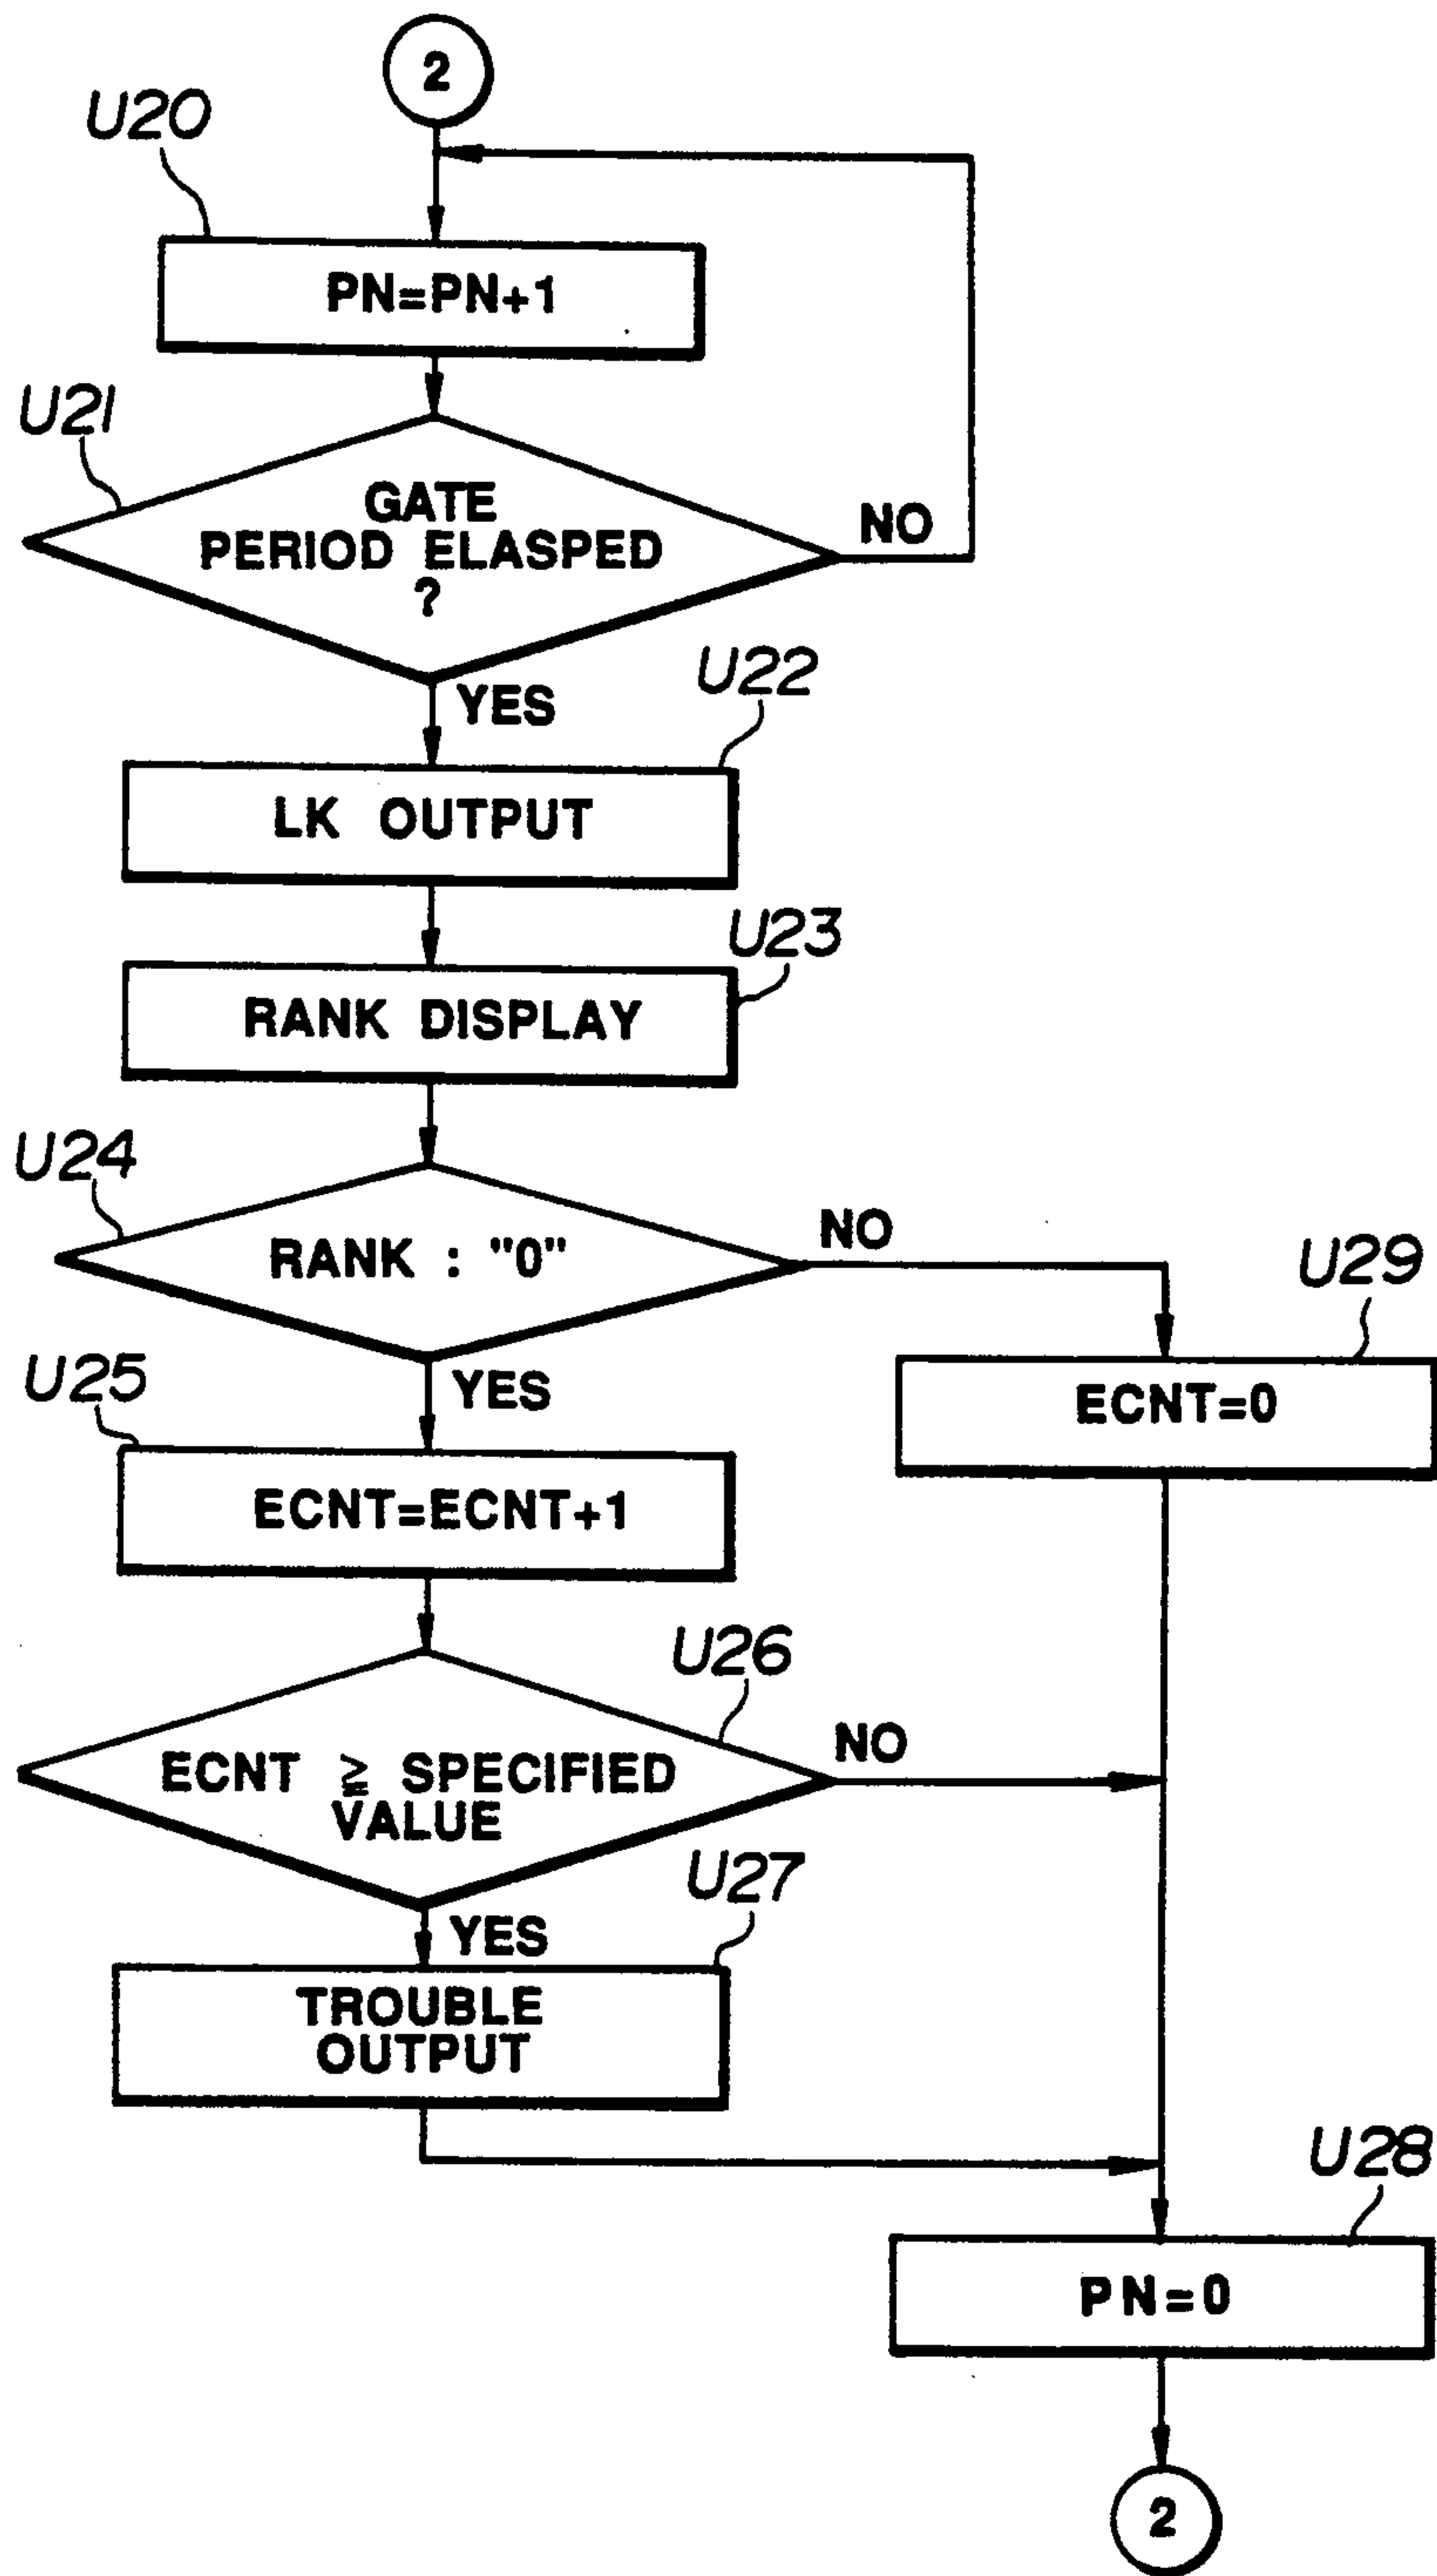 2
U20
PN=PN+1
U21
GATE
PERIOD ELASPED
?
NO
YES
U22
LK OUTPUT
U23
RANK DISPLAY
U24
RANK : "0"
NO
U29
YES
ECNT=0
U25
ECNT=ECNT+1
U26
NO
ECNT ≧ SPECIFIED
VALUE
U27
YES
TROUBLE
OUTPUT
U28
PN=0
2